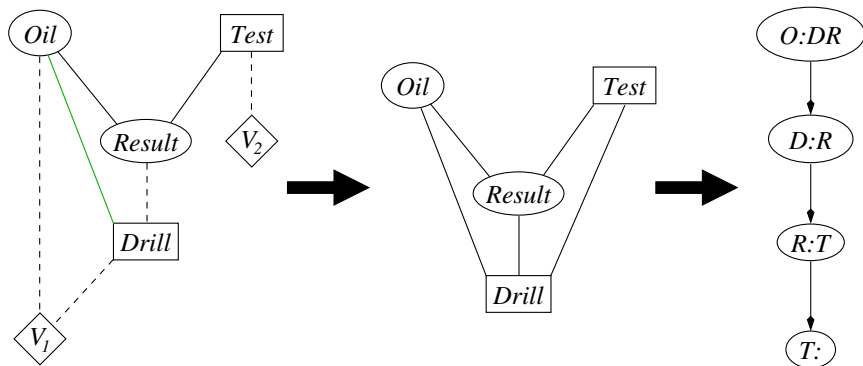 Oil
Test
Result
V₂
Drill
V₁
Oil
Test
Result
Drill
O:DR
D:R
R:T
T: